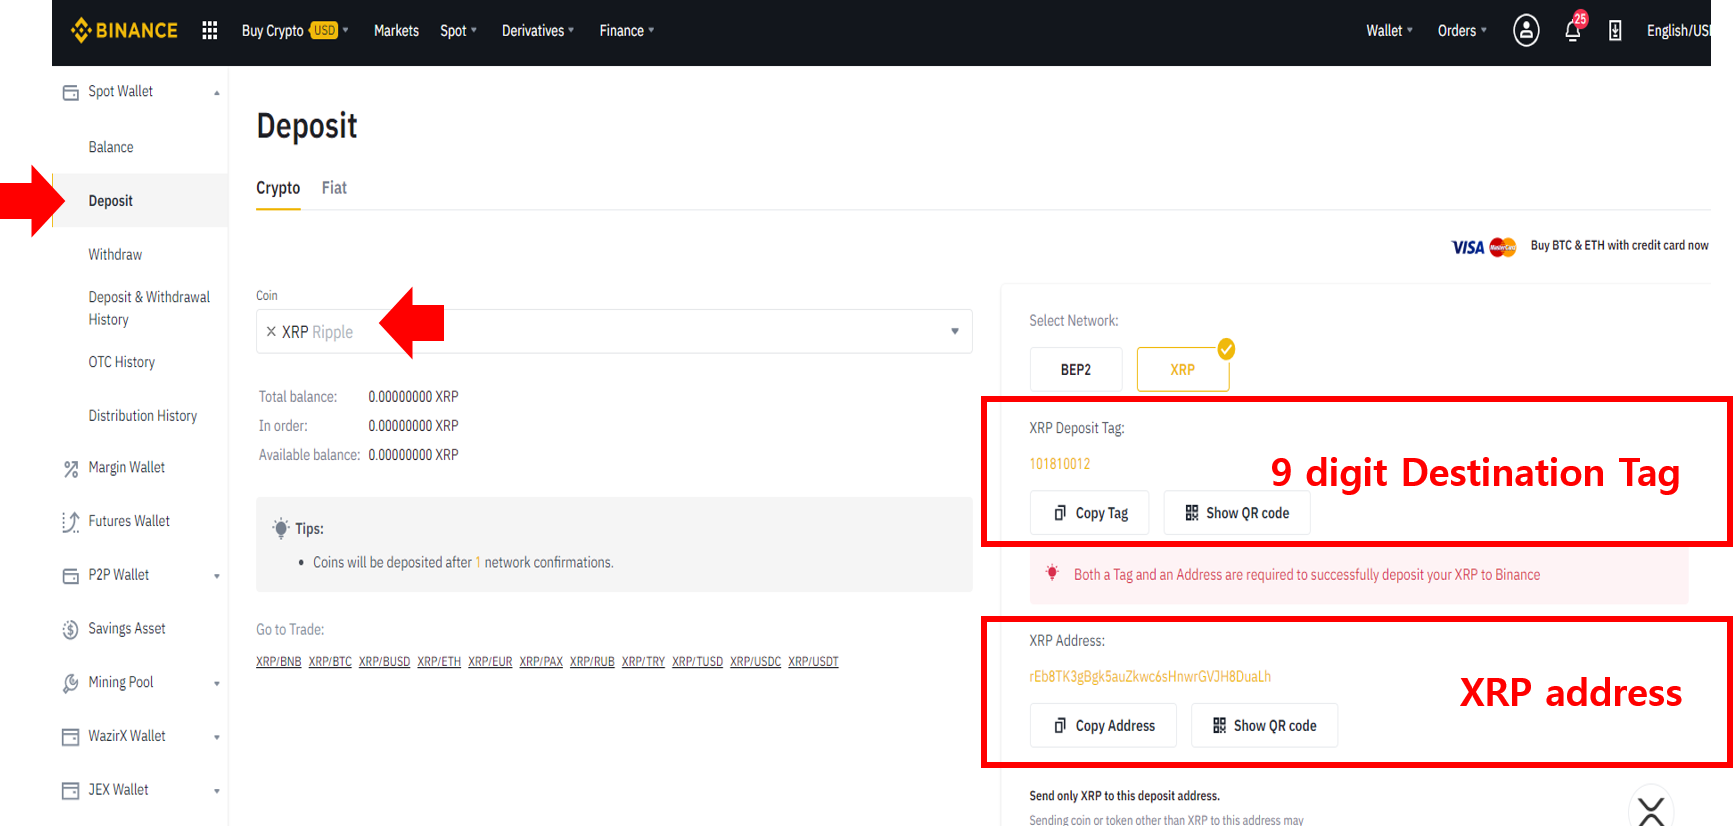 BINANCE Buy Crypto USD Markets Spot Derivatives Finance Wallet Orders 25 English/US
Spot Wallet
Balance
Deposit
Withdraw
Deposit & Withdrawal
History
OTC History
Distribution History
Margin Wallet
Futures Wallet
P2P Wallet
Savings Asset
Mining Pool
WazirX Wallet
JEX Wallet
Deposit
Crypto Fiat
VISA MasterCard Buy BTC & ETH with credit card now
Coin
XRP Ripple
Total balance: 0.00000000 XRP
In order: 0.00000000 XRP
Available balance: 0.00000000 XRP
Tips:
• Coins will be deposited after 1 network confirmations.
Go to Trade:
XRP/BNB XRP/BTC XRP/BUSD XRP/ETH XRP/EUR XRP/PAX XRP/RUB XRP/TRY XRP/TUSD XRP/USDC XRP/USDT
Select Network:
BEP2 XRP
XRP Deposit Tag:
101810012
9 digit Destination Tag
Copy Tag Show QR code
Both a Tag and an Address are required to successfully deposit your XRP to Binance
XRP Address:
rEb8TK3gBgk5auZkwc6sHnwrGVJH8DuaLh
XRP address
Copy Address Show QR code
Send only XRP to this deposit address.
Sending coin or token other than XRP to this address may